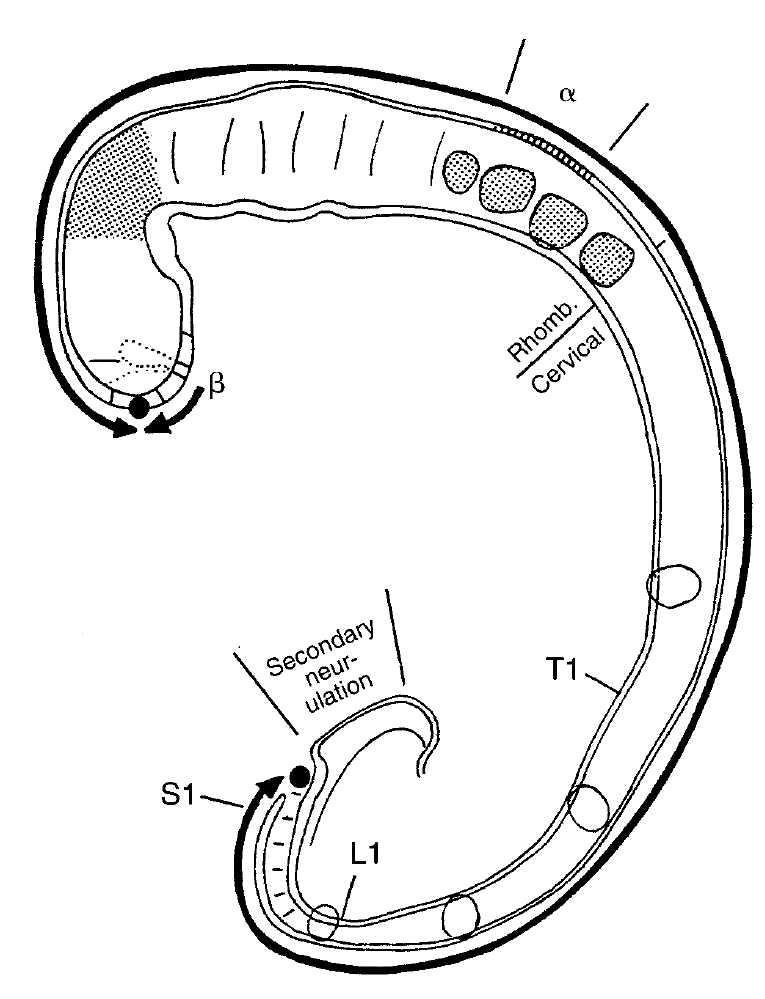 α
β
Rhomb.
Cervical
Secondary
neur-
ulation
T1
S1
L1